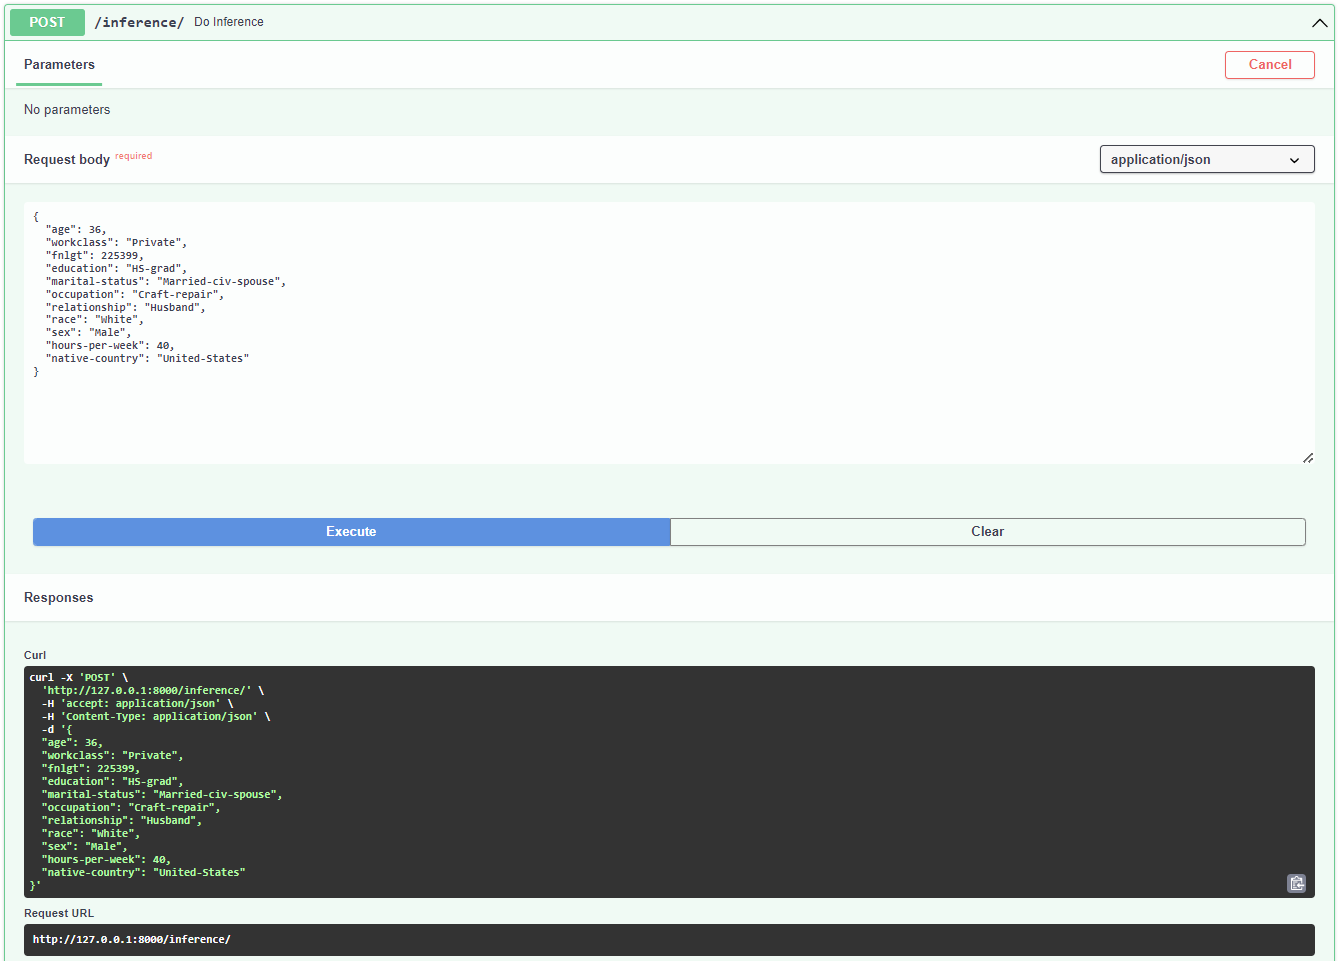 POST /inference/ Do Inference
Parameters
Cancel
No parameters
Request body required
application/json
{
"age": 36,
"workclass": "Private",
"fnlgt": 225399,
"education": "HS-grad",
"marital-status": "Married-civ-spouse",
"occupation": "Craft-repair",
"relationship": "Husband",
"race": "White",
"sex": "Male",
"hours-per-week": 40,
"native-country": "United-States"
}
Execute
Clear
Responses
Curl
curl -X 'POST' \
'http://127.0.0.1:8000/inference/' \
-H 'accept: application/json' \
-H 'Content-Type: application/json' \
-d '{
"age": 36,
"workclass": "Private",
"fnlgt": 225399,
"education": "HS-grad",
"marital-status": "Married-civ-spouse",
"occupation": "Craft-repair",
"relationship": "Husband",
"race": "White",
"sex": "Male",
"hours-per-week": 40,
"native-country": "United-States"
}'
Request URL
http://127.0.0.1:8000/inference/